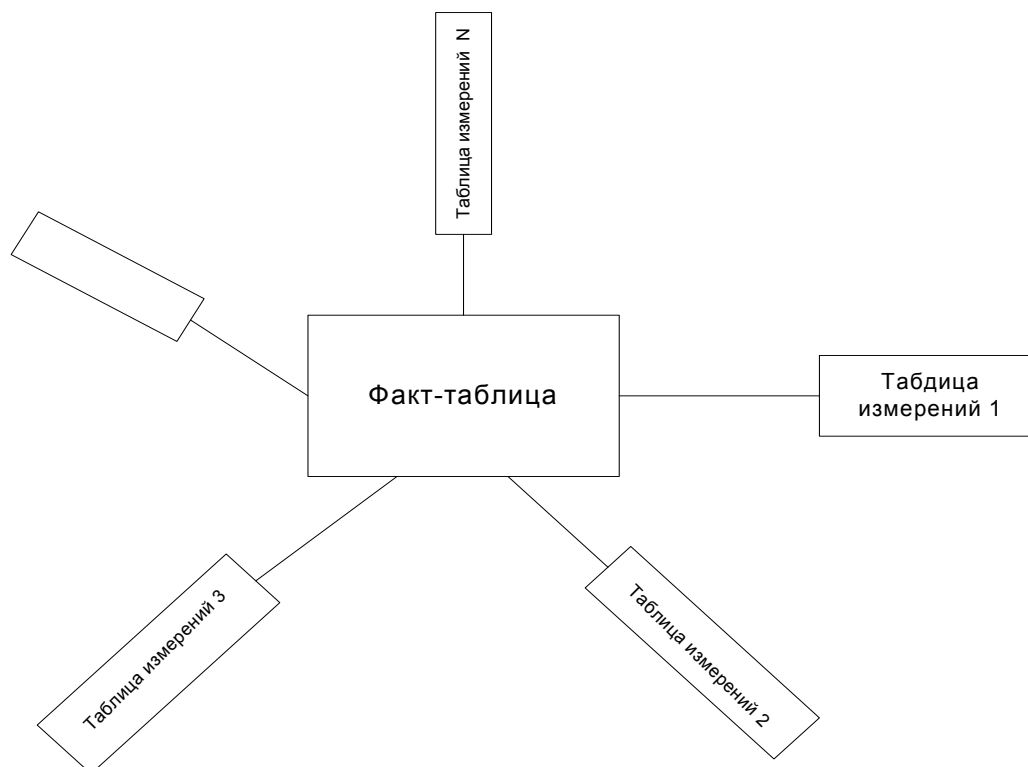 Таблица измерений N
Факт-таблица
Табдица
измерений 1
Таблица измерений 3
Таблица измерений 2